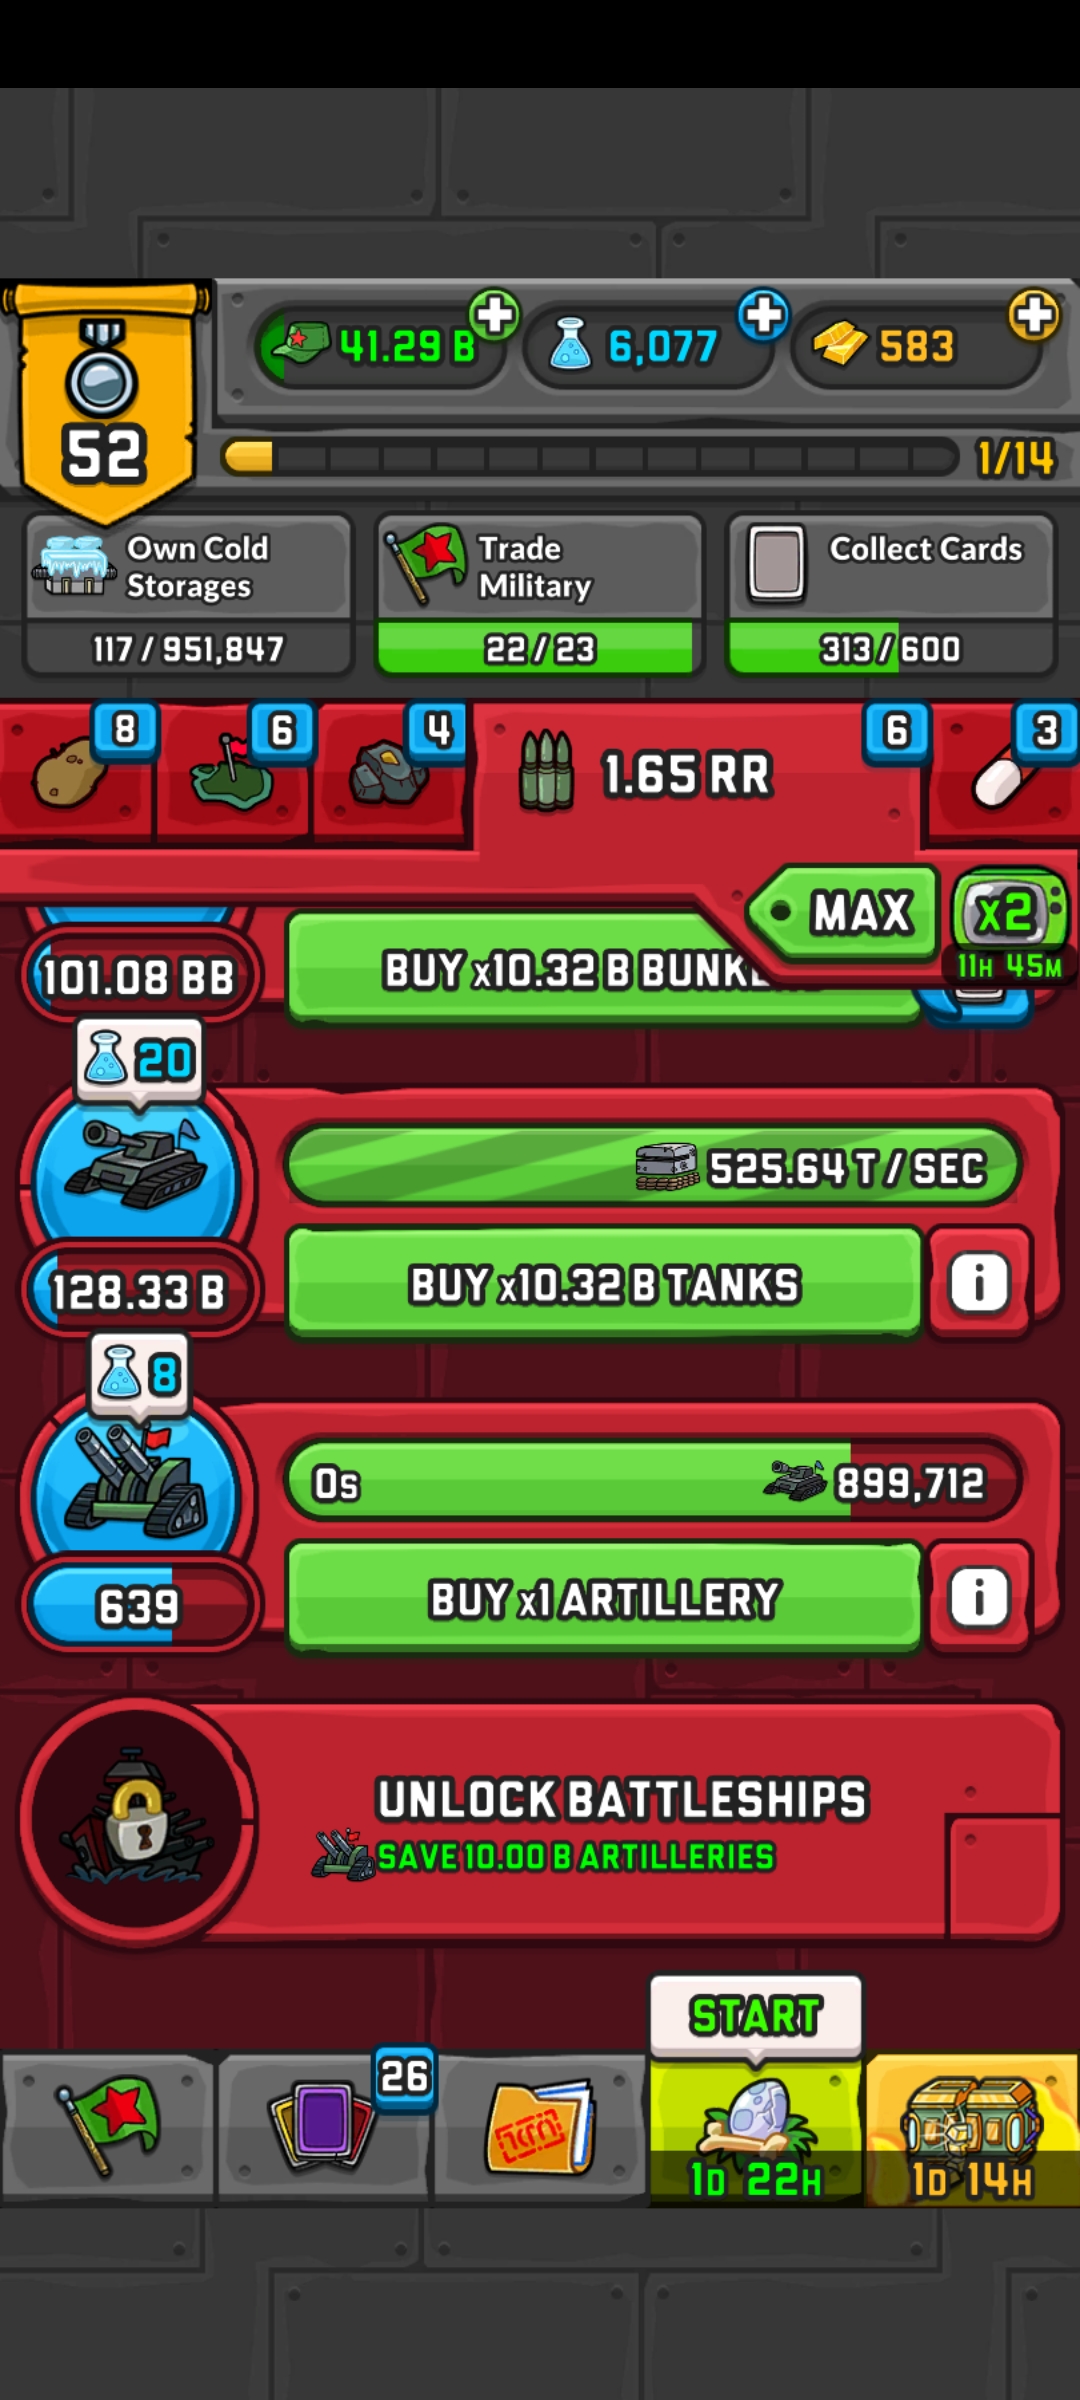 41.29 B
6,077
583
52
1/14
Own Cold
Storages
117 / 951,847
Trade
Military
22 / 23
Collect Cards
313 / 600
8
6
4
1.65 RR
6
3
MAX
x2
11H 45M
101.08 BB
BUY x10.32 B
20
525.64 T / SEC
128.33 B
BUY x10.32 B TANKS
i
8
0s
899,712
639
BUY x1 ARTILLERY
i
UNLOCK BATTLESHIPS
SAVE 10.00 B ARTILLERIES
START
26
1D 22H
1D 14H